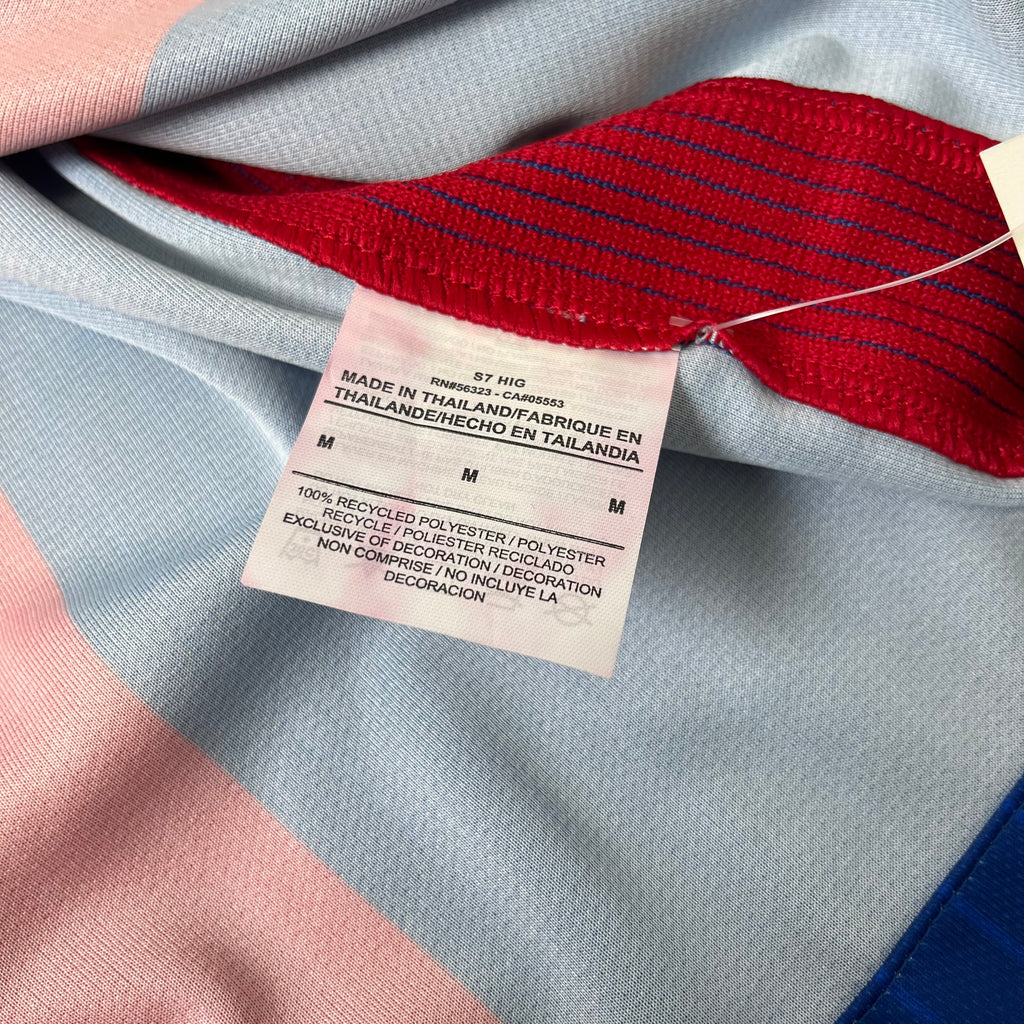 S7 HIG
RN#56323 - CA#05553
MADE IN THAILAND/FABRIQUE EN
THAILANDE/HECHO EN TAILANDIA
M M M
100% RECYCLED POLYESTER / POLYESTER
RECYCLE / POLIESTER RECICLADO
EXCLUSIVE OF DECORATION / DECORATION
NON COMPRISE / NO INCLUYE LA
DECORACION